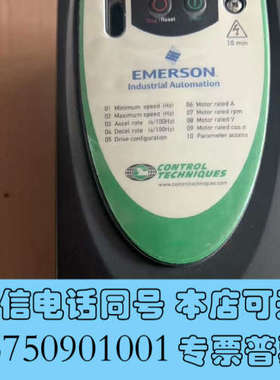 Stop/Reset
10 min
EMERSON
Industrial Automation
01 Minimum speed (Hz)
02 Maximum speed (Hz)
03 Accel rate (s/100Hz)
04 Decel rate (s/100Hz)
05 Drive configuration
06 Motor rated A
07 Motor rated rpm
08 Motor rated V
09 Motor rated cos ø
10 Parameter access
CONTROL
TECHNIQUES
www.controltechniques.com
信电话同号 本店可
3750901001 专票普